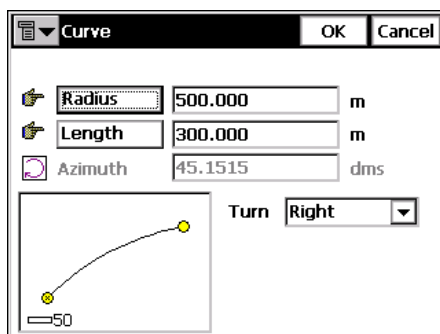 Curve OK Cancel
Radius 500.000 m
Length 300.000 m
Azimuth 45.1515 dms
Turn Right
50